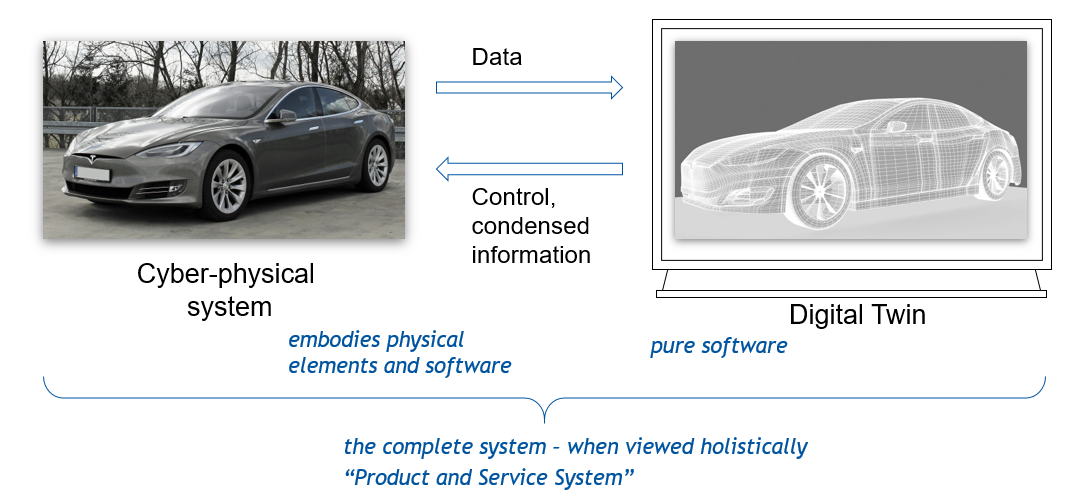 Data
Control,
condensed
information
Cyber-physical
system
Digital Twin
embodies physical
elements and software
pure software
the complete system – when viewed holistically
“Product and Service System”